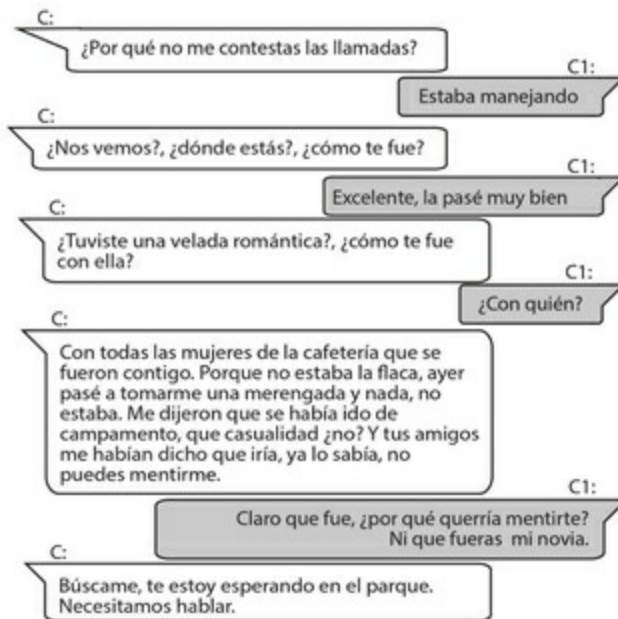 C:
¿Por qué no me contestas las llamadas?
C1:
Estaba manejando
C:
¿Nos vemos?, ¿dónde estás?, ¿cómo te fue?
C1:
Excelente, la pasé muy bien
C:
¿Tuviste una velada romántica?, ¿cómo te fue
con ella?
C1:
¿Con quién?
C:
Con todas las mujeres de la cafetería que se
fueron contigo. Porque no estaba la flaca, ayer
pasé a tomarme una merengada y nada, no
estaba. Me dijeron que se había ido de
campamento, que casualidad ¿no? Y tus amigos
me habían dicho que iría, ya lo sabía, no
puedes mentirme.
C1:
Claro que fue, ¿por qué querría mentirte?
Ni que fueras mi novia.
C:
Búscame, te estoy esperando en el parque.
Necesitamos hablar.